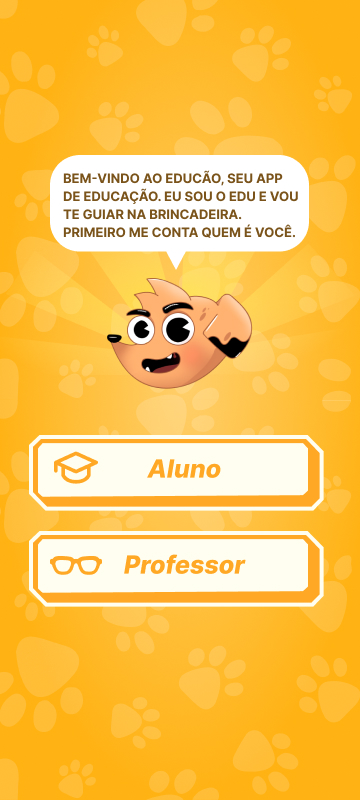 BEM-VINDO AO EDUCÃO, SEU APP
DE EDUCAÇÃO. EU SOU O EDU E VOU
TE GUIAR NA BRINCADEIRA.
PRIMEIRO ME CONTA QUEM É VOCÊ.
Aluno
Professor